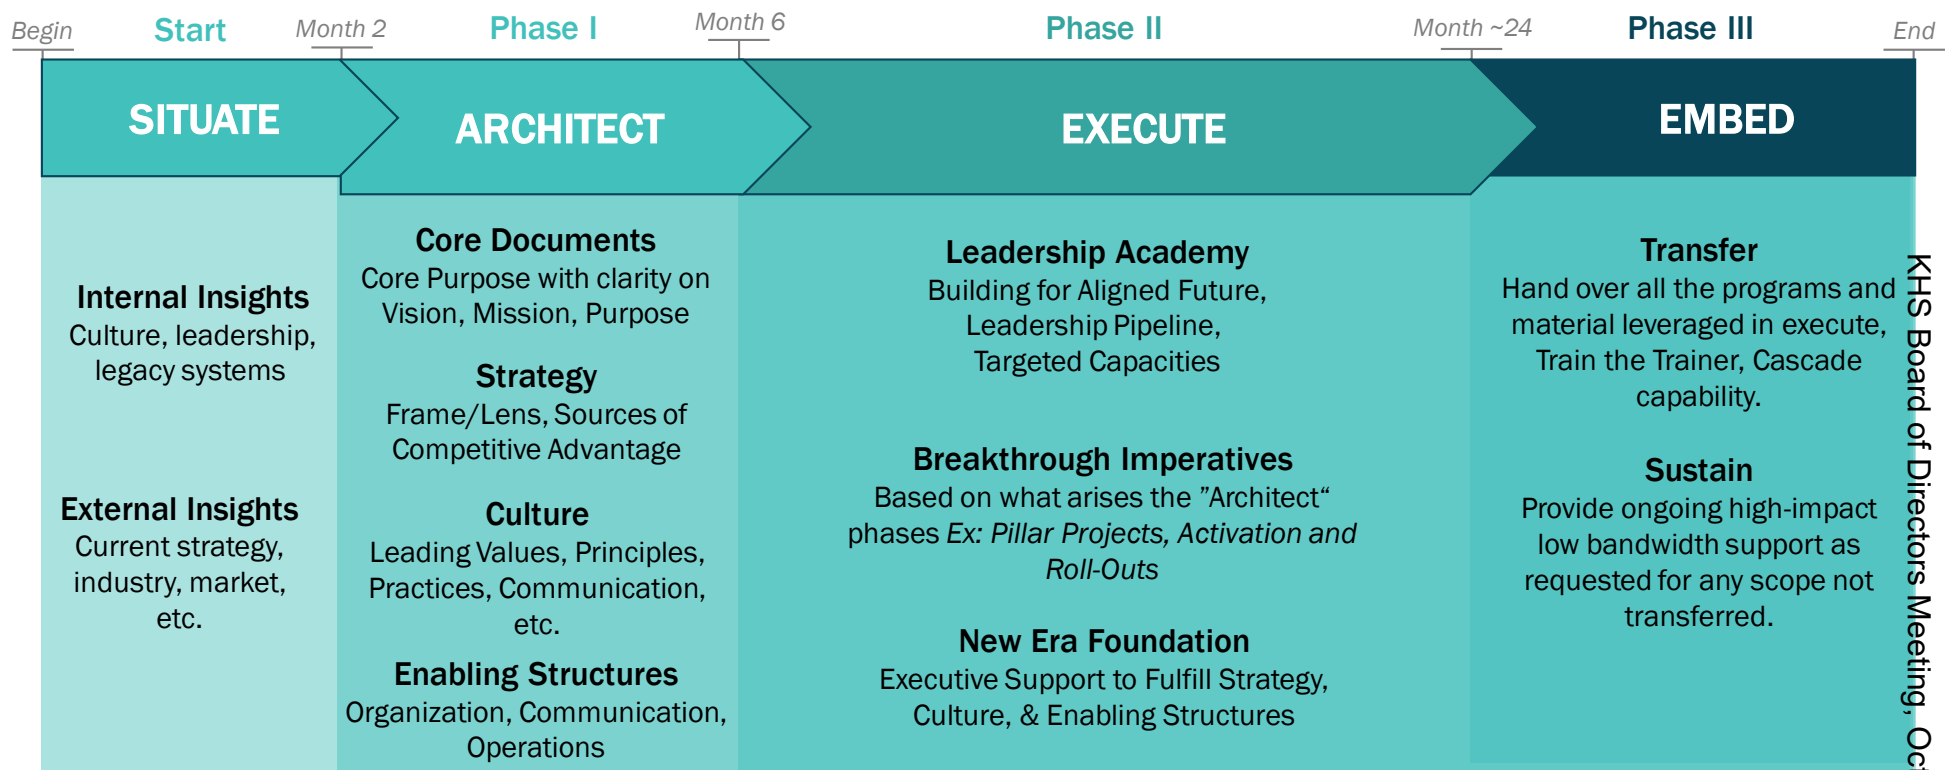 Begin
Start
Month 2
Phase I
Month 6
Phase II
Month ~24
Phase III
End
SITUATE
ARCHITECT
EXECUTE
EMBED
Internal Insights
Culture, leadership,
legacy systems
External Insights
Current strategy,
industry, market,
etc.
Core Documents
Core Purpose with clarity on
Vision, Mission, Purpose
Strategy
Frame/Lens, Sources of
Competitive Advantage
Culture
Leading Values, Principles,
Practices, Communication,
etc.
Enabling Structures
Organization, Communication,
Operations
Leadership Academy
Building for Aligned Future,
Leadership Pipeline,
Targeted Capacities
Breakthrough Imperatives
Based on what arises the ”Architect“
phases Ex: Pillar Projects, Activation and
Roll-Outs
New Era Foundation
Executive Support to Fulfill Strategy,
Culture, & Enabling Structures
Transfer
Hand over all the programs and
material leveraged in execute,
Train the Trainer, Cascade
capability.
Sustain
Provide ongoing high-impact
low bandwidth support as
requested for any scope not
transferred.
KHS Board of Directors Meeting, Oct